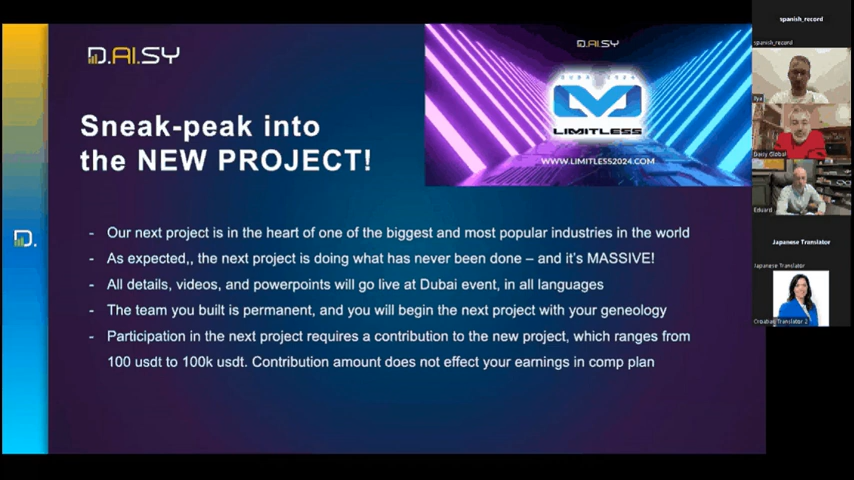 D.AI.SY
Sneak-peak into
the NEW PROJECT!
D.AI.SY
DUBAI 2024
LIMITLESS
WWW.LIMITLESS2024.COM
D.
- Our next project is in the heart of one of the biggest and most popular industries in the world
- As expected,, the next project is doing what has never been done – and it's MASSIVE!
- All details, videos, and powerpoints will go live at Dubai event, in all languages
- The team you built is permanent, and you will begin the next project with your geneology
- Participation in the next project requires a contribution to the new project, which ranges from
100 usdt to 100k usdt. Contribution amount does not effect your earnings in comp plan
spanish_record
spanish_record
Ilya
Daisy Global
Eduard
Japanese Translator
Japanese Translator
Croatian Translator 2